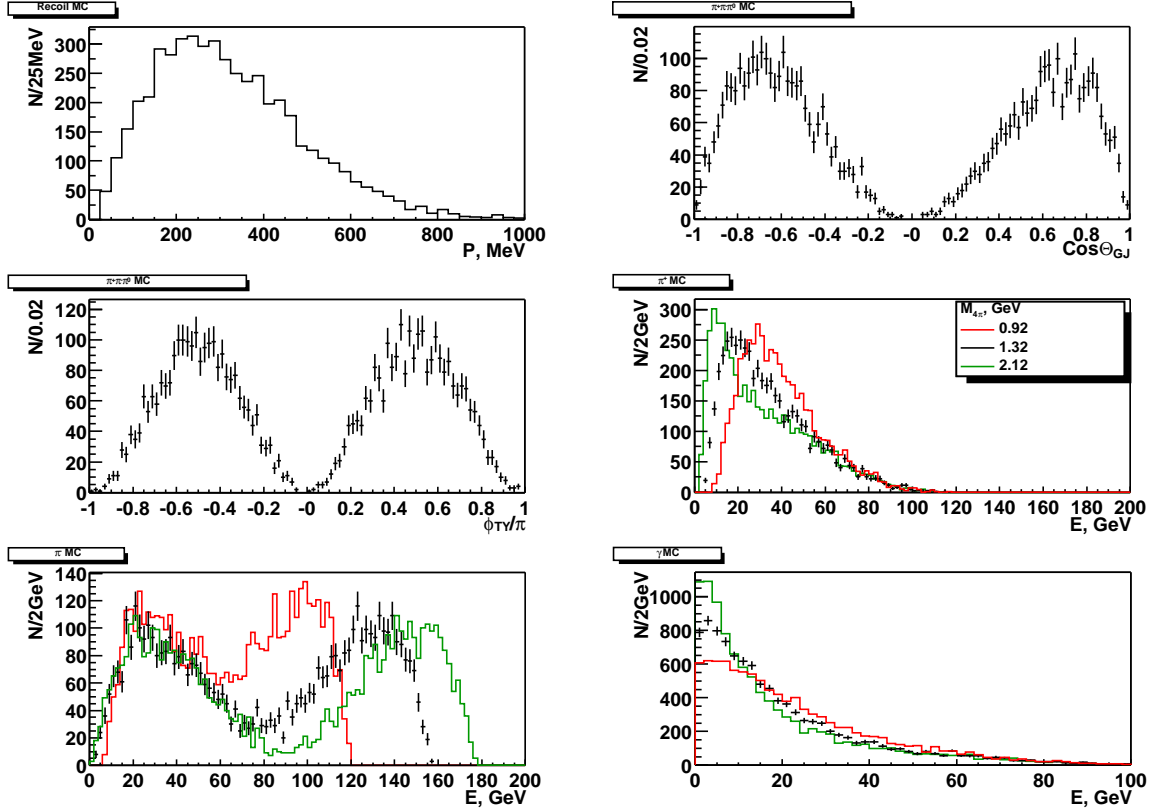 Recoil MC
N/25MeV
300
250
200
150
100
50
0
0 200 400 600 800 1000
P, MeV
π+π-π0 MC
N/0.02
100
80
60
40
20
0
-1 -0.8 -0.6 -0.4 -0.2 -0 0.2 0.4 0.6 0.8 1
CosΘGJ
π+π-π0 MC
N/0.02
120
100
80
60
40
20
0
-1 -0.8 -0.6 -0.4 -0.2 -0 0.2 0.4 0.6 0.8 1
ϕTY/π
π+ MC
N/2GeV
300
250
200
150
100
50
0
0 20 40 60 80 100 120 140 160 180 200
E, GeV
M4π, GeV
0.92
1.32
2.12
π- MC
N/2GeV
140
120
100
80
60
40
20
0
0 20 40 60 80 100 120 140 160 180 200
E, GeV
γ MC
N/2GeV
1000
800
600
400
200
0
0 20 40 60 80 100
E, GeV